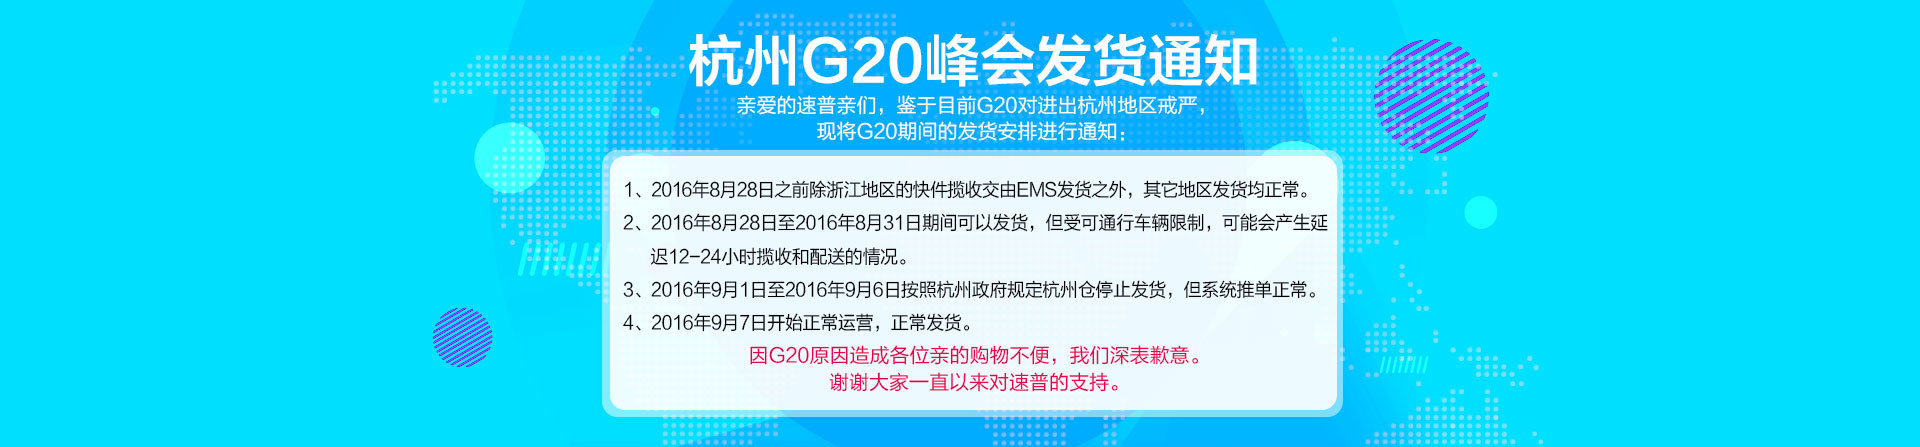 杭州G20峰会发货通知
亲爱的速普亲们，鉴于目前G20对进出杭州地区戒严，
现将G20期间的发货安排进行通知：
1、2016年8月28日之前除浙江地区的快件揽收交由EMS发货之外，其它地区发货均正常。
2、2016年8月28日至2016年8月31日期间可以发货，但受可通行车辆限制，可能会产生延
迟12-24小时揽收和配送的情况。
3、2016年9月1日至2016年9月6日按照杭州政府规定杭州仓停止发货，但系统推单正常。
4、2016年9月7日开始正常运营，正常发货。
因G20原因造成各位亲的购物不便，我们深表歉意。
谢谢大家一直以来对速普的支持。